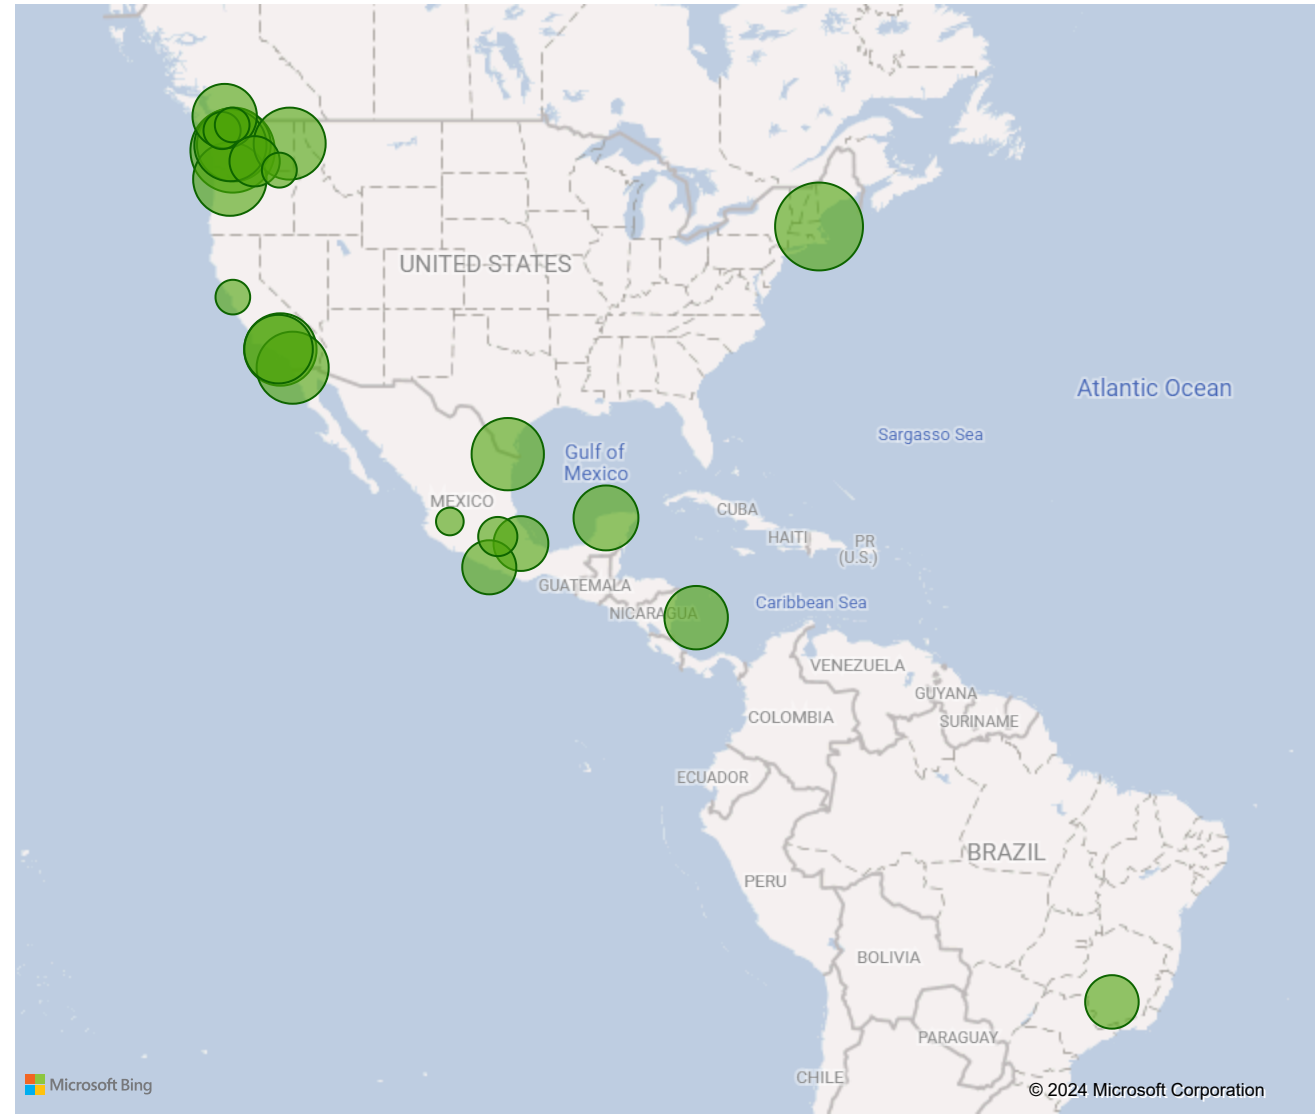 UNITED STATES
Atlantic Ocean
Sargasso Sea
Gulf of
Mexico
MEXICO
CUBA
HAITI
PR
(U.S.)
GUATEMALA
Caribbean Sea
NICARAGUA
VENEZUELA
GUYANA
COLOMBIA
SURINAME
ECUADOR
BRAZIL
PERU
BOLIVIA
PARAGUAY
CHILE
Microsoft Bing
© 2024 Microsoft Corporation